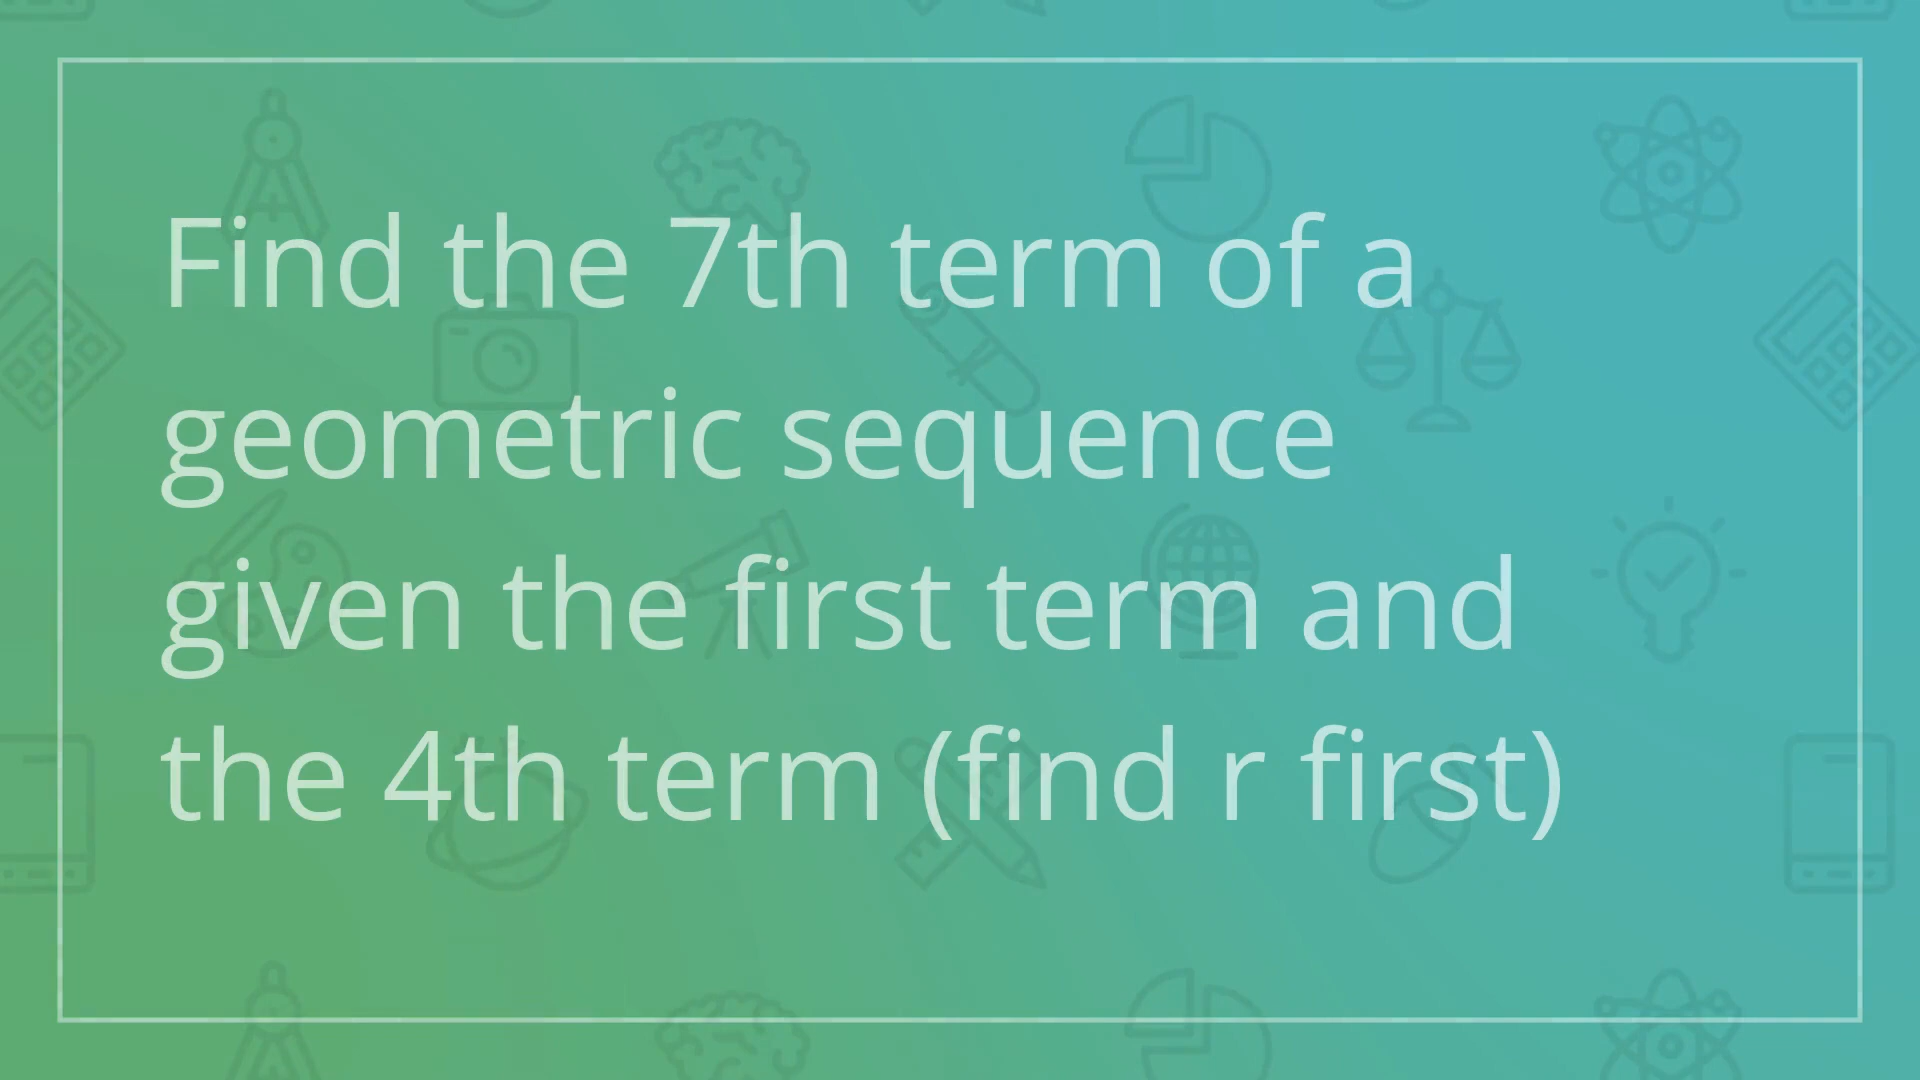 Find the 7th term of a
geometric sequence
given the first term and
the 4th term (find r first)